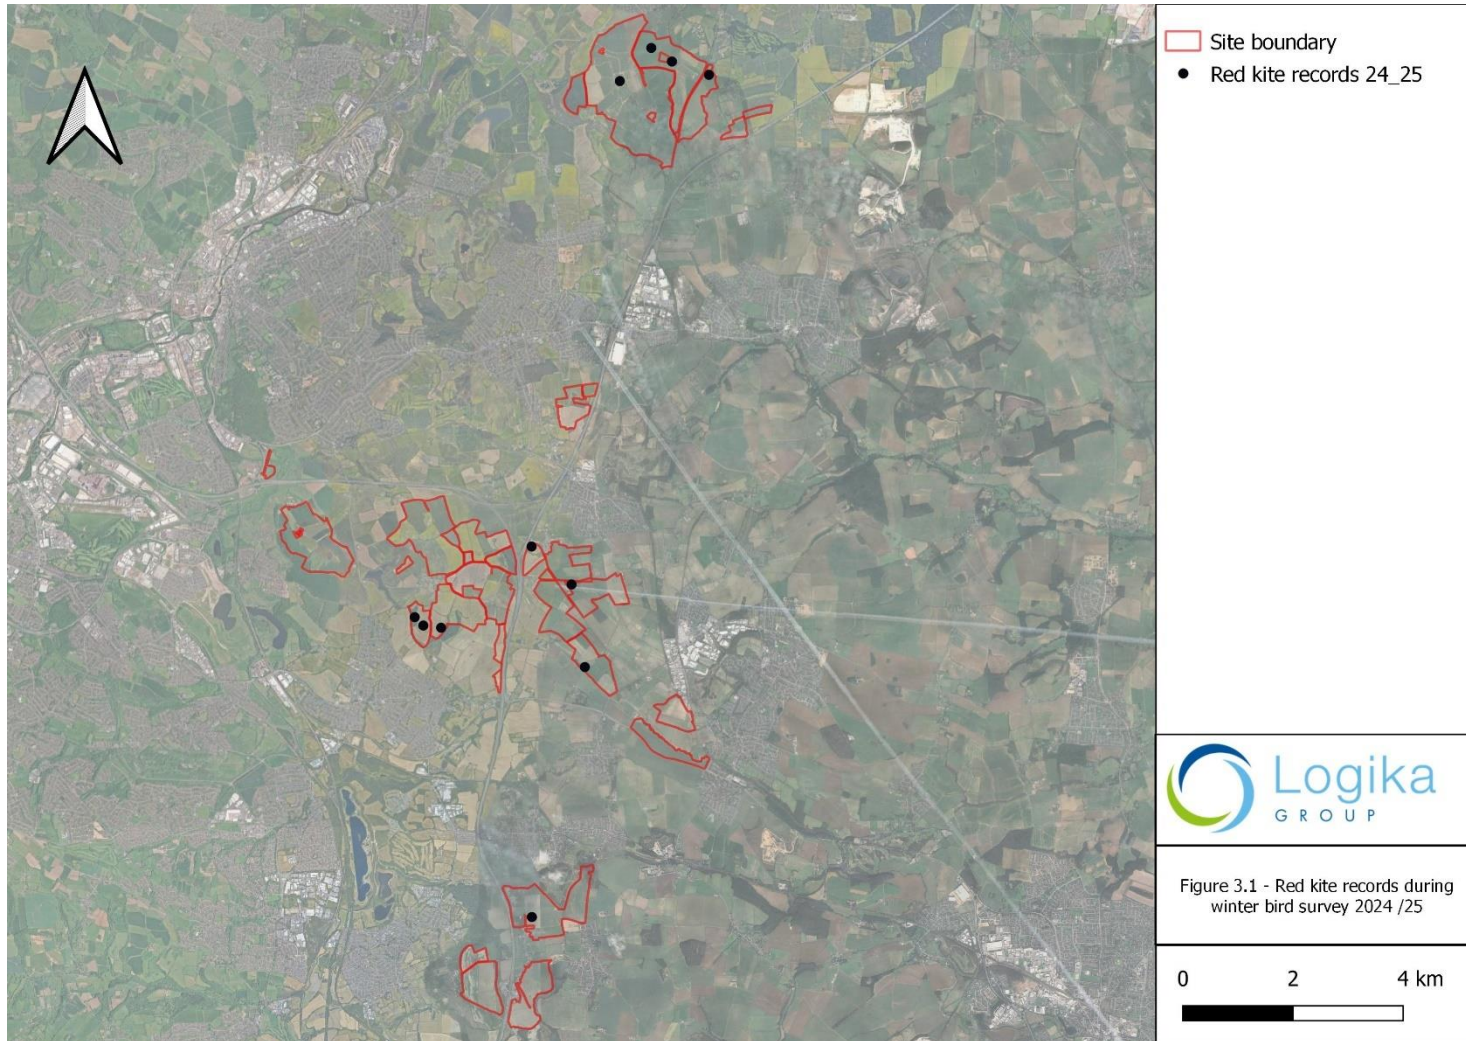 Site boundary
Red kite records 24_25
Logika
GROUP
Figure 3.1 - Red kite records during
winter bird survey 2024 /25
0 2 4 km